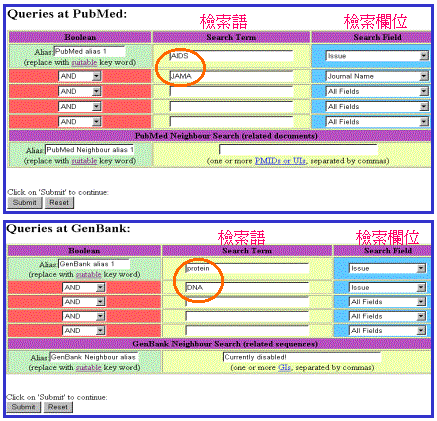 Queries at PubMed:
檢索語 檢索欄位
Boolean Search Term Search Field
Alias: PubMed alias 1 AIDS Issue
(replace with suitable key word)
AND JAMA Journal Name
AND All Fields
AND All Fields
AND All Fields
PubMed Neighbour Search (related documents)
Alias: PubMed Neighbour alias 1
(replace with suitable key word) (one or more PMIDs or UIs, separated by commas)
Click on 'Submit' to continue:
Submit Reset
Queries at GenBank:
檢索語 檢索欄位
Boolean Search Term Search Field
Alias: GenBank alias 1 protein Issue
(replace with suitable key word)
AND DNA Issue
AND All Fields
AND All Fields
AND All Fields
GenBank Neighbour Search (related sequences)
Alias: GenBank Neighbour alias Currently disabled!
(replace with suitable key word) (one or more GIs, separated by commas)
Click on 'Submit' to continue:
Submit Reset